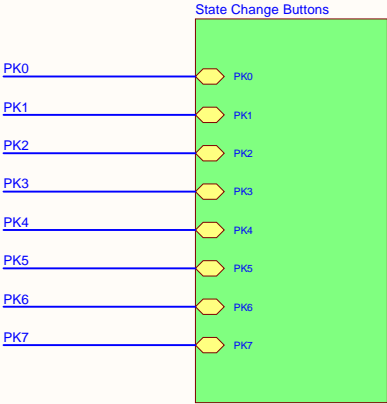 State Change Buttons
PK0 PK0
PK1 PK1
PK2 PK2
PK3 PK3
PK4 PK4
PK5 PK5
PK6 PK6
PK7 PK7